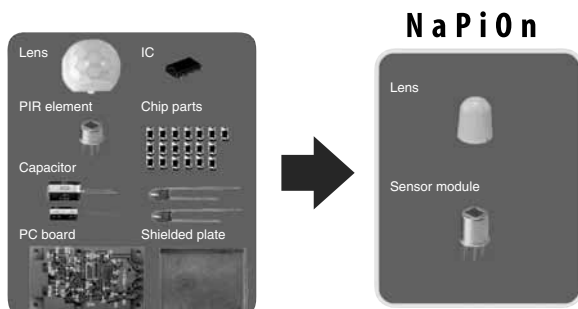 NaPiOn
Lens
IC
PIR element
Chip parts
Capacitor
PC board
Shielded plate
Lens
Sensor module